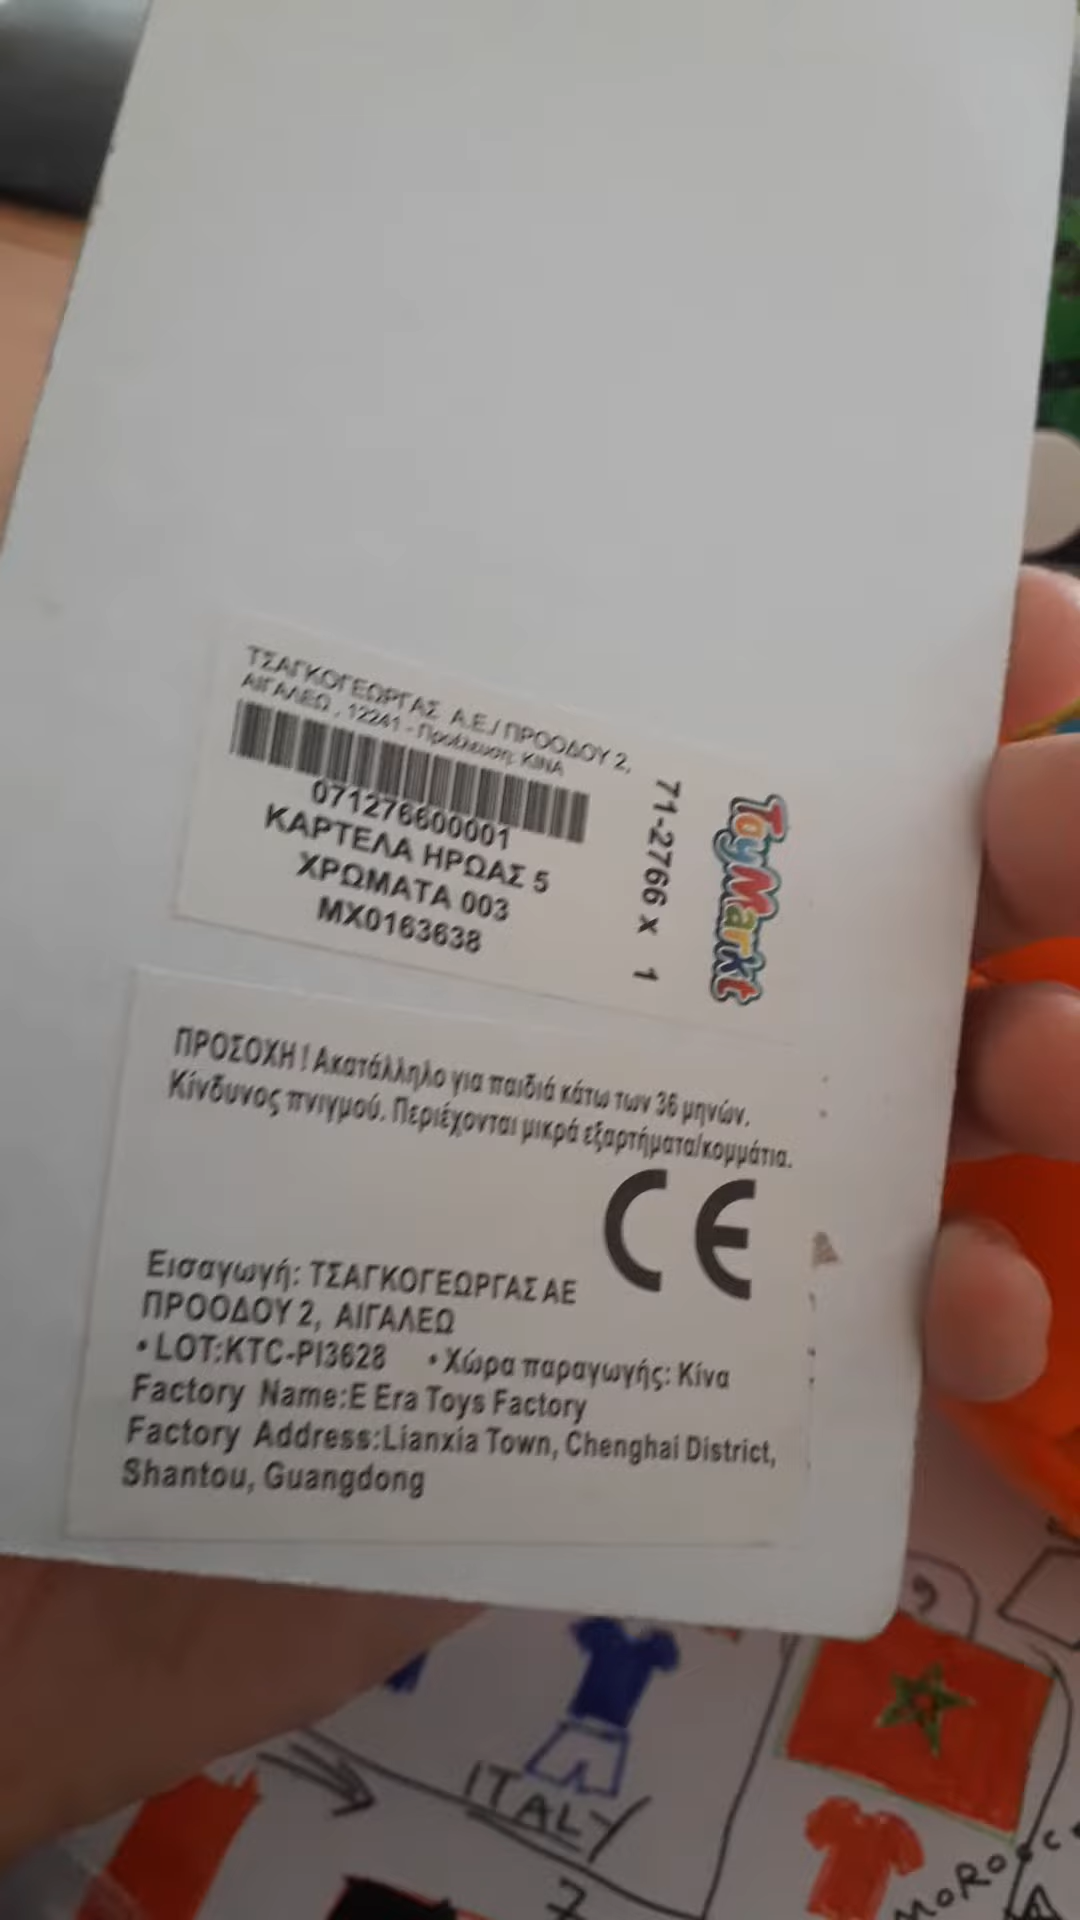 ΤΣΑΓΚΟΓΕΩΡΓΑΣ Α.Ε./ ΠΡΟΟΔΟΥ 2,
ΑΙΓΑΛΕΩ , 12241 - Προέλευση: ΚΙΝΑ
071276600001
ΚΑΡΤΕΛΑ ΗΡΩΑΣ 5
ΧΡΩΜΑΤΑ 003
MX0163638
71-2766 x 1
ToyMarkt
ΠΡΟΣΟΧΗ ! Ακατάλληλο για παιδιά κάτω των 36 μηνών.
Κίνδυνος πνιγμού. Περιέχονται μικρά εξαρτήματα/κομμάτια.
CE
Εισαγωγή: ΤΣΑΓΚΟΓΕΩΡΓΑΣ ΑΕ
ΠΡΟΟΔΟΥ 2, ΑΙΓΑΛΕΩ
• LOT:KTC-PI3628 • Χώρα παραγωγής: Κίνα
Factory Name:E Era Toys Factory
Factory Address:Lianxia Town, Chenghai District,
Shantou, Guangdong
9
ITALY
7
MOROCC